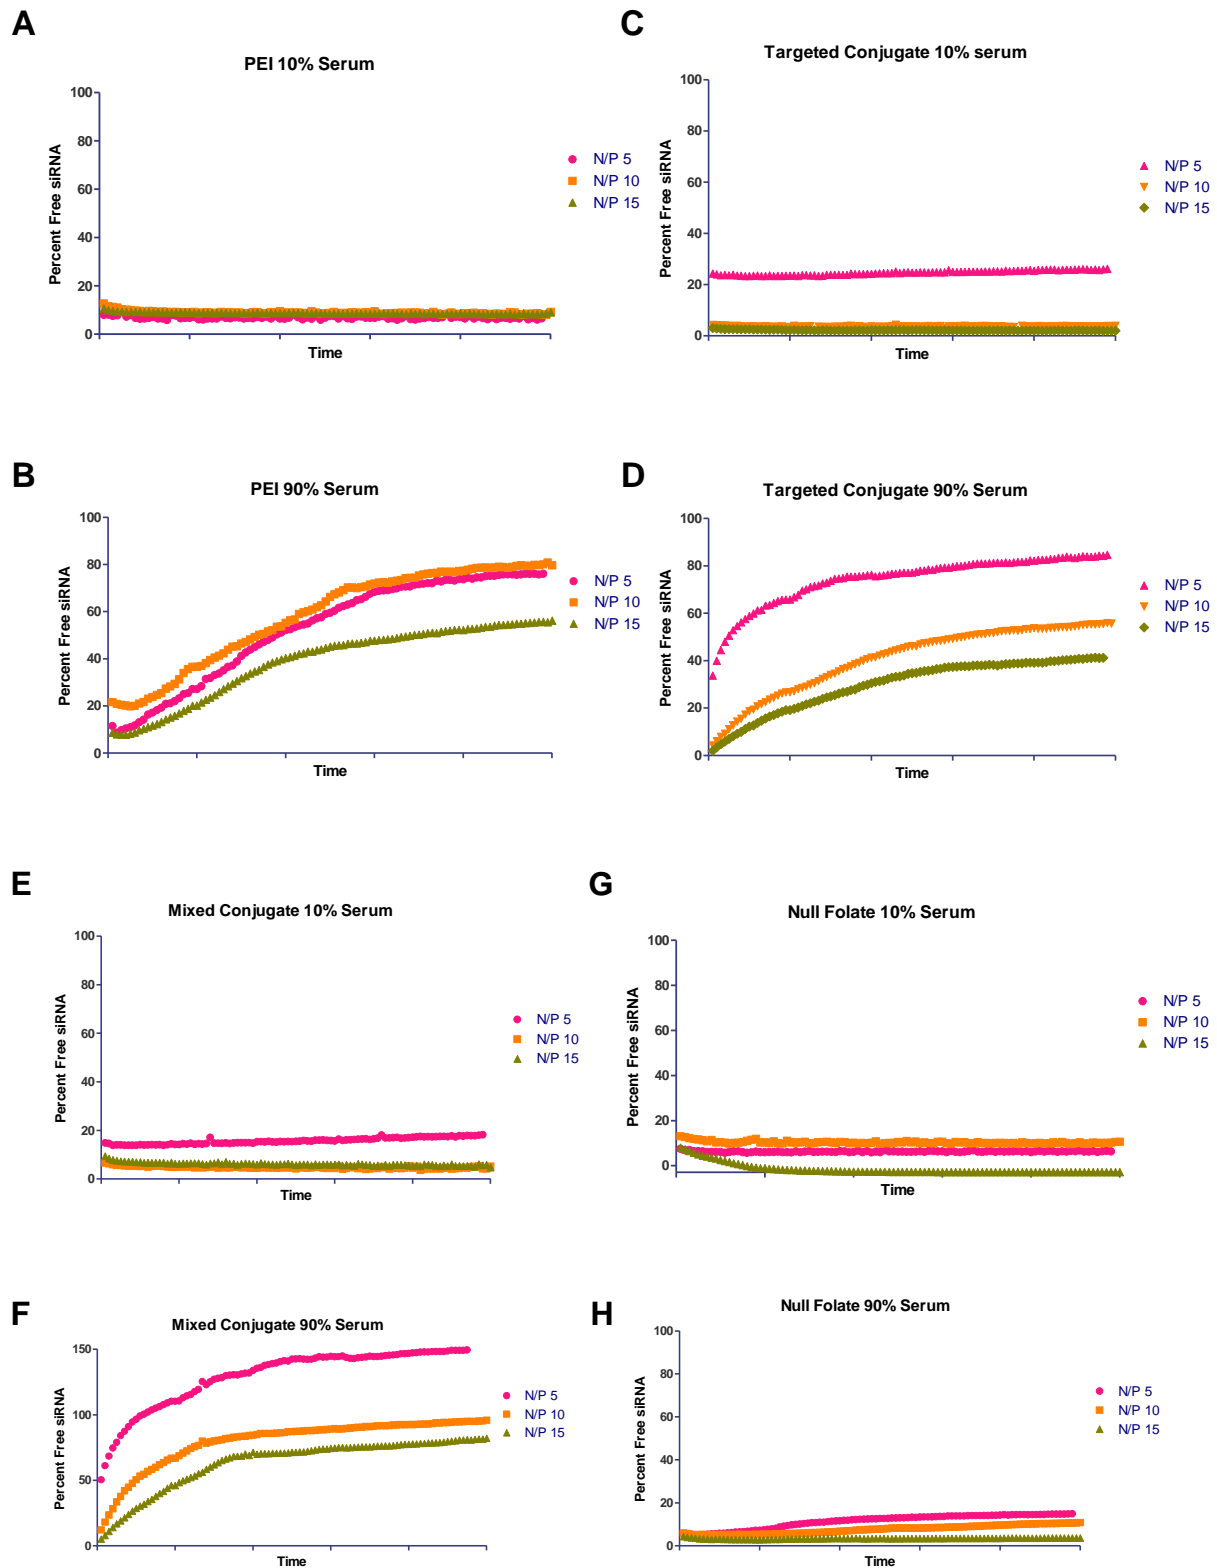 A
PEI 10% Serum
Percent Free siRNA
100
80
60
40
20
0
Time
N/P 5
N/P 10
N/P 15
C
Targeted Conjugate 10% serum
Percent Free siRNA
100
80
60
40
20
0
Time
N/P 5
N/P 10
N/P 15
B
PEI 90% Serum
Percent Free siRNA
100
80
60
40
20
0
Time
N/P 5
N/P 10
N/P 15
D
Targeted Conjugate 90% Serum
Percent Free siRNA
100
80
60
40
20
0
Time
N/P 5
N/P 10
N/P 15
E
Mixed Conjugate 10% Serum
Percent Free siRNA
100
80
60
40
20
0
Time
N/P 5
N/P 10
N/P 15
G
Null Folate 10% Serum
Percent Free siRNA
100
80
60
40
20
0
Time
N/P 5
N/P 10
N/P 15
F
Mixed Conjugate 90% Serum
Percent Free siRNA
150
100
50
0
Time
N/P 5
N/P 10
N/P 15
H
Null Folate 90% Serum
Percent Free siRNA
100
80
60
40
20
0
Time
N/P 5
N/P 10
N/P 15